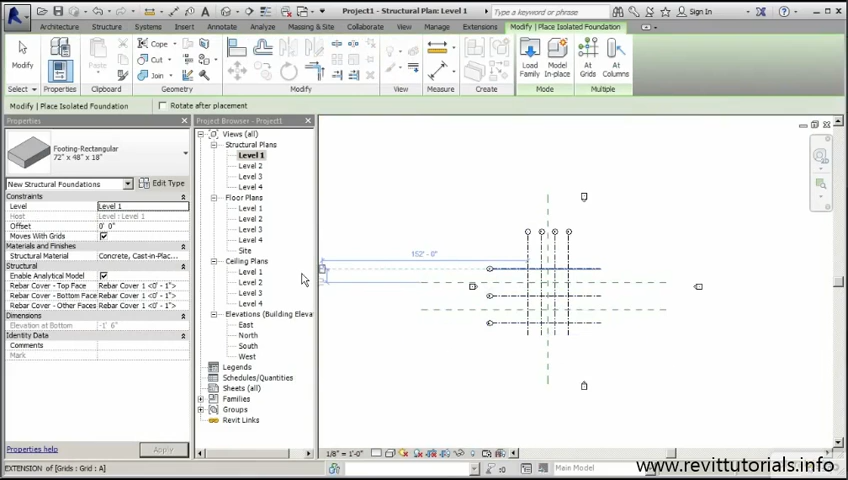 Project1 - Structural Plan: Level 1
Type a keyword or phrase
Sign In
Architecture Structure Systems Insert Annotate Analyze Massing & Site Collaborate View Manage Extensions Modify | Place Isolated Foundation
Modify
Properties
Paste
Cope
Cut
Join
Load Family
Model In-place
At Grids
At Columns
Select Properties Clipboard Geometry Modify View Measure Create Mode Multiple
Modify | Place Isolated Foundation
Rotate after placement
Properties
Footing-Rectangular
72" x 48" x 18"
New Structural Foundations
Edit Type
Constraints
Level Level 1
Host Level : Level 1
Offset 0' 0"
Moves With Grids
Materials and Finishes
Structural Material Concrete, Cast-in-Plac
Structural
Enable Analytical Model
Rebar Cover - Top Face Rebar Cover 1 <0' - 1">
Rebar Cover - Bottom Face Rebar Cover 1 <0' - 1">
Rebar Cover - Other Faces Rebar Cover 1 <0' - 1">
Dimensions
Elevation at Bottom -1' 6"
Identity Data
Comments
Mark
Properties help
Apply
Project Browser - Project1
Views (all)
Structural Plans
Level 1
Level 2
Level 3
Level 4
Floor Plans
Level 1
Level 2
Level 3
Level 4
Site
Ceiling Plans
Level 1
Level 2
Level 3
Level 4
Elevations (Building Eleva
East
North
South
West
Legends
Schedules/Quantities
Sheets (all)
Families
Groups
Revit Links
152' - 0"
1/8" = 1'-0"
EXTENSION of [Grids : Grid : A]
:0
Main Model
www.revittutorials.info